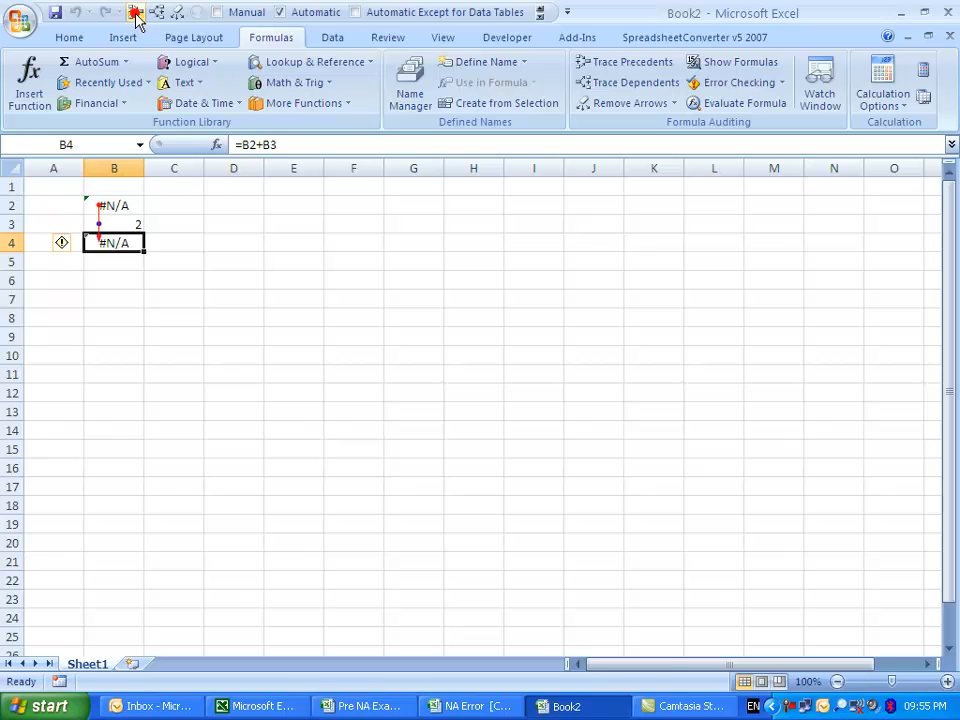 Manual Automatic Automatic Except for Data Tables Book2 - Microsoft Excel
Home Insert Page Layout Formulas Data Review View Developer Add-Ins SpreadsheetConverter v5 2007
Insert Function
Σ AutoSum
Recently Used
Financial
Logical
Text
Date & Time
Lookup & Reference
Math & Trig
More Functions
Function Library
Name Manager
Define Name
Use in Formula
Create from Selection
Defined Names
Trace Precedents
Trace Dependents
Remove Arrows
Show Formulas
Error Checking
Evaluate Formula
Formula Auditing
Watch Window
Calculation Options
Calculation
B4 fx =B2+B3
A B C D E F G H I J K L M N O
1
2 #N/A
3 2
4 #N/A
5
6
7
8
9
10
11
12
13
14
15
16
17
18
19
20
21
22
23
24
25
26
Sheet1
Ready 100%
start Inbox - Micr... Microsoft E... Pre NA Exa... NA Error [C... Book2 Camtasia St... EN 09:55 PM